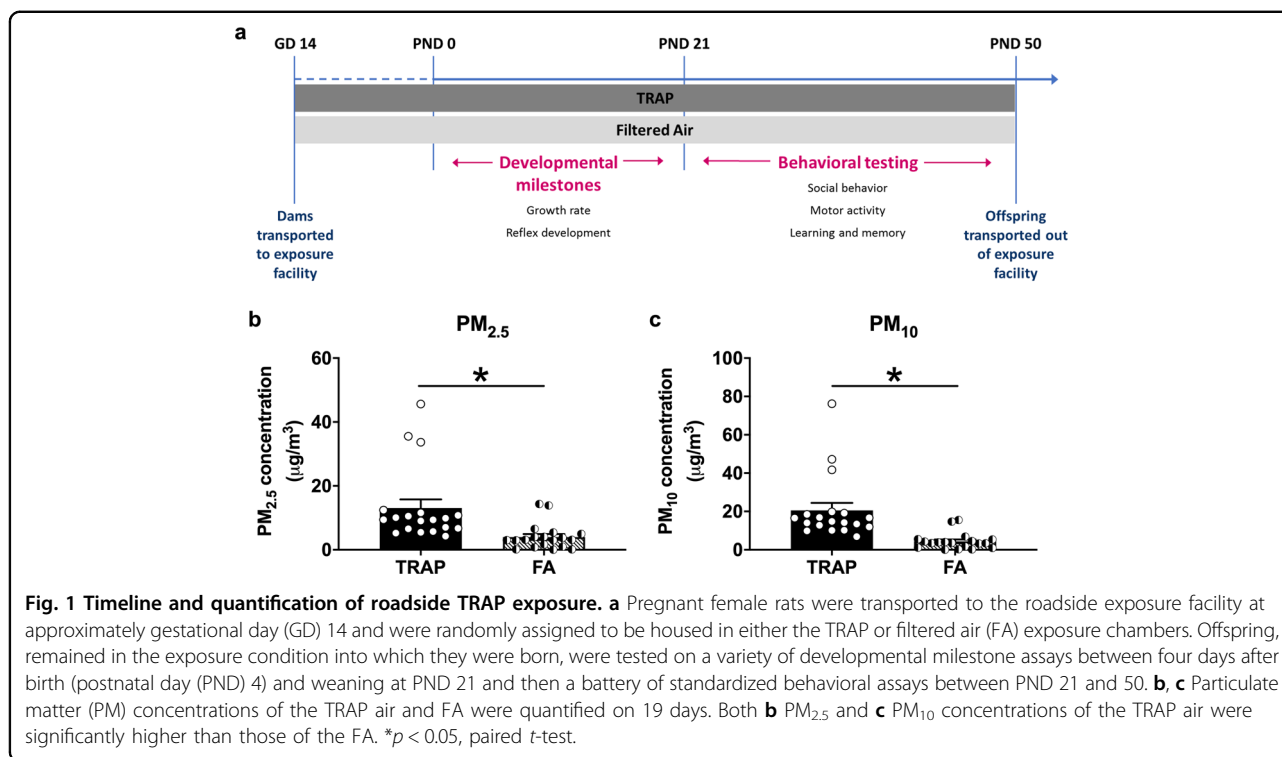 a
GD 14 PND 0 PND 21 PND 50
TRAP
Filtered Air
Developmental milestones
Growth rate
Reflex development
Behavioral testing
Social behavior
Motor activity
Learning and memory
Dams
transported
to exposure
facility
Offspring
transported out
of exposure
facility
b
PM2.5
PM2.5 concentration
(μg/m3)
60
40
20
0
*
TRAP FA
c
PM10
PM10 concentration
(μg/m3)
100
80
60
40
20
0
*
TRAP FA
Fig. 1 Timeline and quantification of roadside TRAP exposure. a Pregnant female rats were transported to the roadside exposure facility at
approximately gestational day (GD) 14 and were randomly assigned to be housed in either the TRAP or filtered air (FA) exposure chambers. Offspring,
remained in the exposure condition into which they were born, were tested on a variety of developmental milestone assays between four days after
birth (postnatal day (PND) 4) and weaning at PND 21 and then a battery of standardized behavioral assays between PND 21 and 50. b, c Particulate
matter (PM) concentrations of the TRAP air and FA were quantified on 19 days. Both b PM2.5 and c PM10 concentrations of the TRAP air were
significantly higher than those of the FA. *p < 0.05, paired t-test.